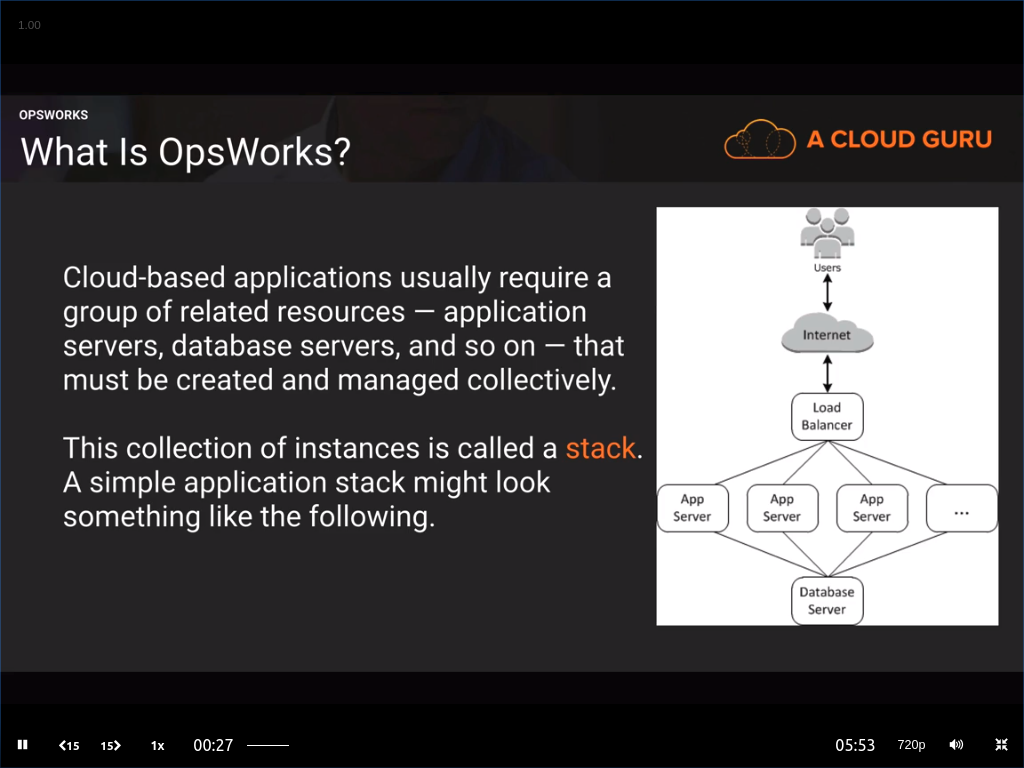 1.00
OPSWORKS
What Is OpsWorks?
A CLOUD GURU
Cloud-based applications usually require a
group of related resources — application
servers, database servers, and so on — that
must be created and managed collectively.
This collection of instances is called a stack.
A simple application stack might look
something like the following.
Users
Internet
Load
Balancer
App
Server
App
Server
App
Server
...
Database
Server
15
15
1x
00:27
05:53
720p